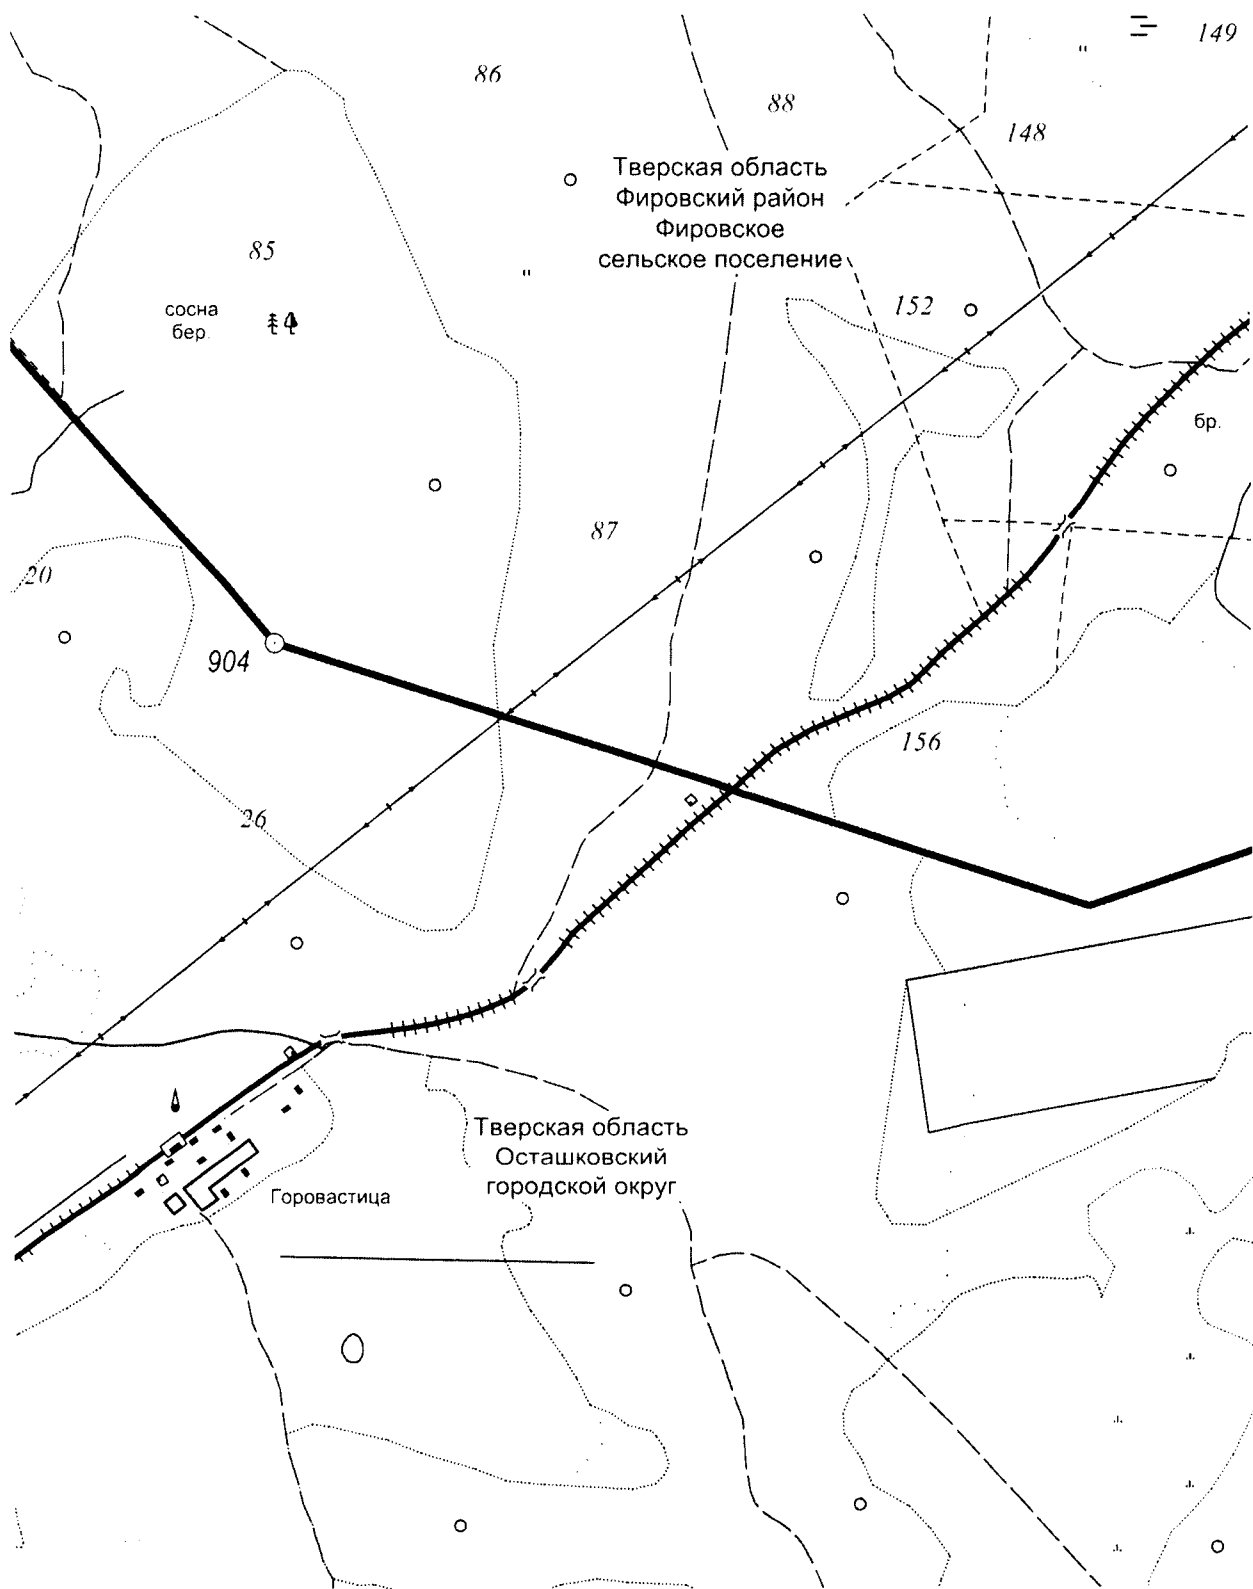 149
86
88
148
Тверская область
Фировский район
Фировское
сельское поселение
85
152
сосна
бер.
бр.
87
20
904
156
26
Тверская область
Осташковский
городской округ
Горовастица